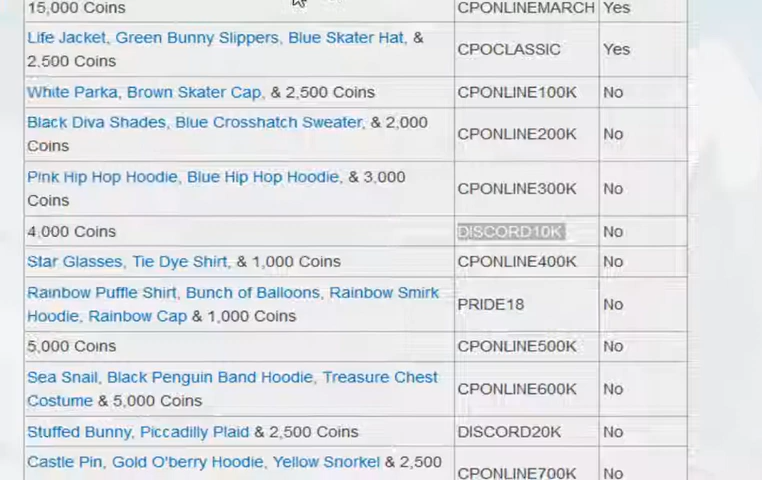 15,000 Coins CPONLINEMARCH Yes
Life Jacket, Green Bunny Slippers, Blue Skater Hat, &
2,500 Coins CPOCLASSIC Yes
White Parka, Brown Skater Cap, & 2,500 Coins CPONLINE100K No
Black Diva Shades, Blue Crosshatch Sweater, & 2,000
Coins CPONLINE200K No
Pink Hip Hop Hoodie, Blue Hip Hop Hoodie, & 3,000
Coins CPONLINE300K No
4,000 Coins DISCORD10K No
Star Glasses, Tie Dye Shirt, & 1,000 Coins CPONLINE400K No
Rainbow Puffle Shirt, Bunch of Balloons, Rainbow Smirk
Hoodie, Rainbow Cap & 1,000 Coins PRIDE18 No
5,000 Coins CPONLINE500K No
Sea Snail, Black Penguin Band Hoodie, Treasure Chest
Costume & 5,000 Coins CPONLINE600K No
Stuffed Bunny, Piccadilly Plaid & 2,500 Coins DISCORD20K No
Castle Pin, Gold O'berry Hoodie, Yellow Snorkel & 2,500
CPONLINE700K No